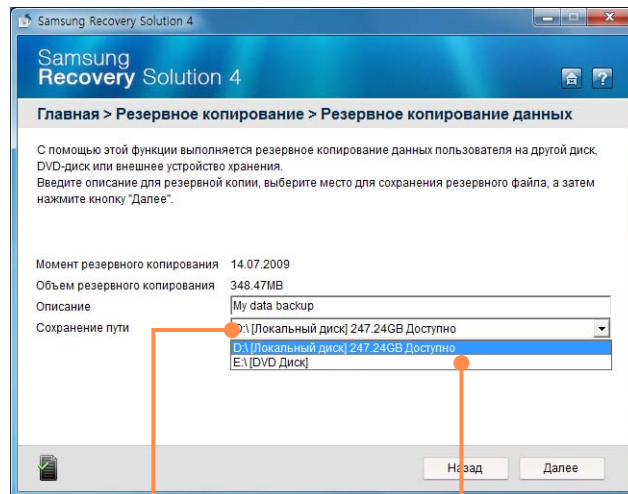 Samsung Recovery Solution 4
Samsung
Recovery Solution 4
Главная > Резервное копирование > Резервное копирование данных
С помощью этой функции выполняется резервное копирование данных пользователя на другой диск,
DVD-диск или внешнее устройство хранения.
Введите описание для резервной копии, выберите место для сохранения резервного файла, а затем
нажмите кнопку "Далее".
Момент резервного копирования 14.07.2009
Объем резервного копирования 348.47MB
Описание My data backup
Сохранение пути D:\ [Локальный диск] 247.24GB Доступно
D:\ [Локальный диск] 247.24GB Доступно
E:\ [DVD Диск]
Назад Далее